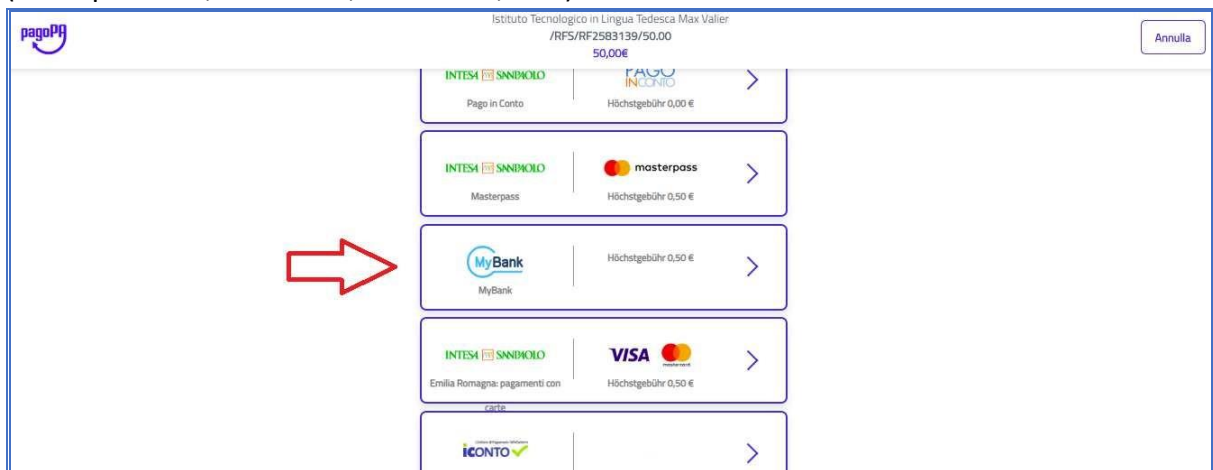 pagoPA
Istituto Tecnologico in Lingua Tedesca Max Valier
/RFS/RF2583139/50.00
50,00€
Annulla
INTESA SANPAOLO
PAGO
INCONTO
Pago in Conto
Höchstgebühr 0,00 €
INTESA SANPAOLO
masterpass
Masterpass
Höchstgebühr 0,50 €
MyBank
Höchstgebühr 0,50 €
MyBank
INTESA SANPAOLO
VISA
mastercard
Emilia Romagna: pagamenti con
carte
Höchstgebühr 0,50 €
iCONTO